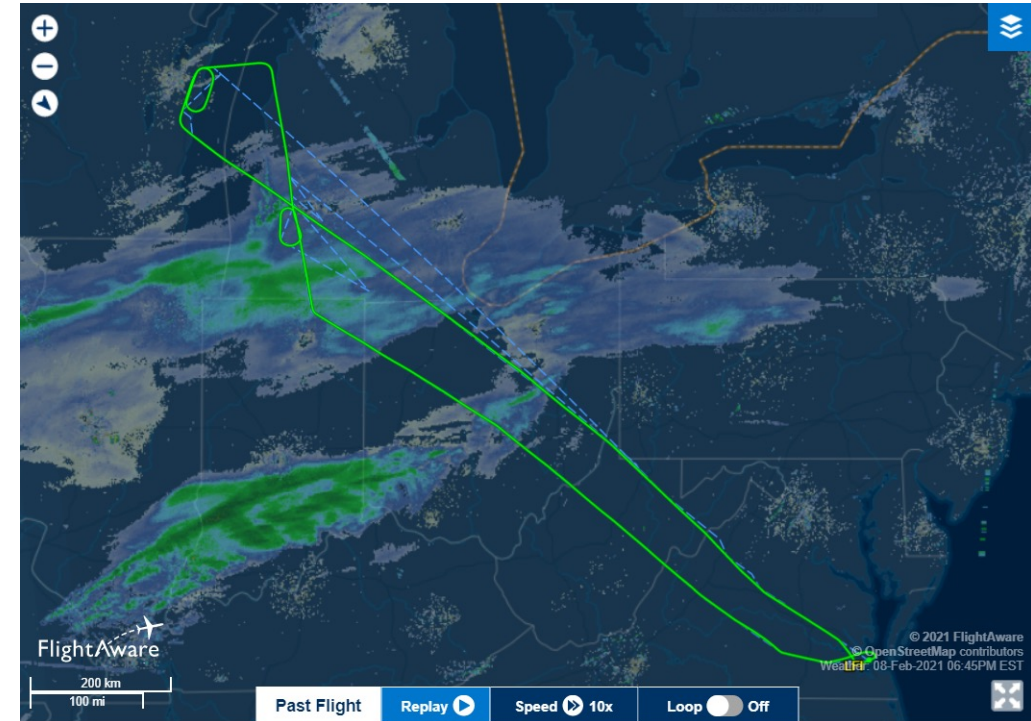 FlightAware
200 km
100 mi
© 2021 FlightAware
© OpenStreetMap contributors
08-Feb-2021 06:45PM EST
LFI
Past Flight
Replay
Speed
10x
Loop
Off